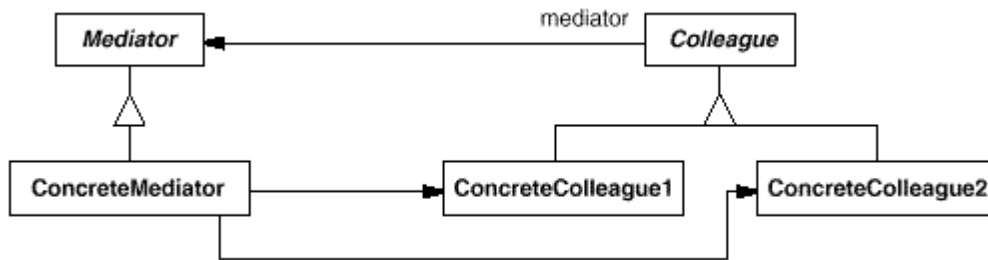 mediator
Mediator
Colleague
ConcreteMediator
ConcreteColleague1
ConcreteColleague2